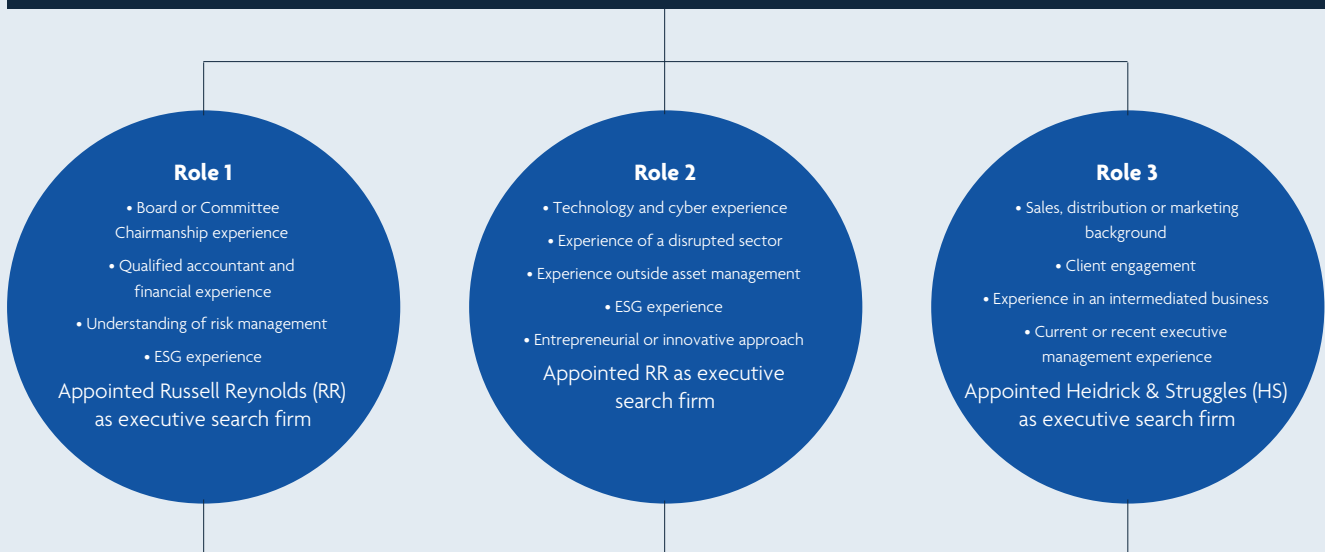 Role 1
• Board or Committee
Chairmanship experience
• Qualified accountant and
financial experience
• Understanding of risk management
• ESG experience
Appointed Russell Reynolds (RR)
as executive search firm
Role 2
• Technology and cyber experience
• Experience of a disrupted sector
• Experience outside asset management
• ESG experience
• Entrepreneurial or innovative approach
Appointed RR as executive
search firm
Role 3
• Sales, distribution or marketing
background
• Client engagement
• Experience in an intermediated business
• Current or recent executive
management experience
Appointed Heidrick & Struggles (HS)
as executive search firm